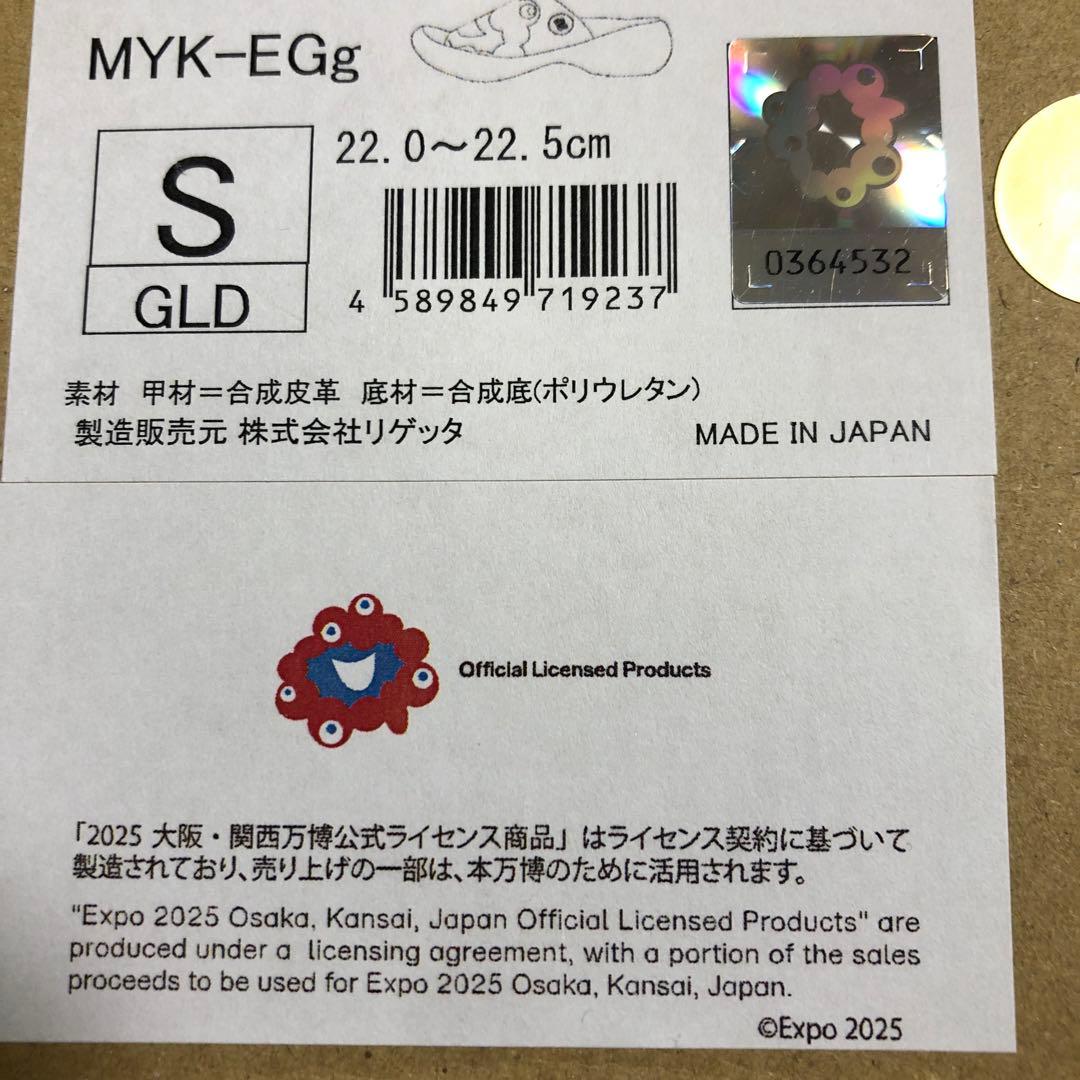 MYK-EGg
S
GLD
22.0～22.5cm
4 589849 719237
0364532
素材 甲材＝合成皮革 底材＝合成底(ポリウレタン)
製造販売元 株式会社リゲッタ
MADE IN JAPAN
Official Licensed Products
「2025 大阪・関西万博公式ライセンス商品」はライセンス契約に基づいて
製造されており、売り上げの一部は、本万博のために活用されます。
"Expo 2025 Osaka, Kansai, Japan Official Licensed Products" are
produced under a licensing agreement, with a portion of the sales
proceeds to be used for Expo 2025 Osaka, Kansai, Japan.
©Expo 2025